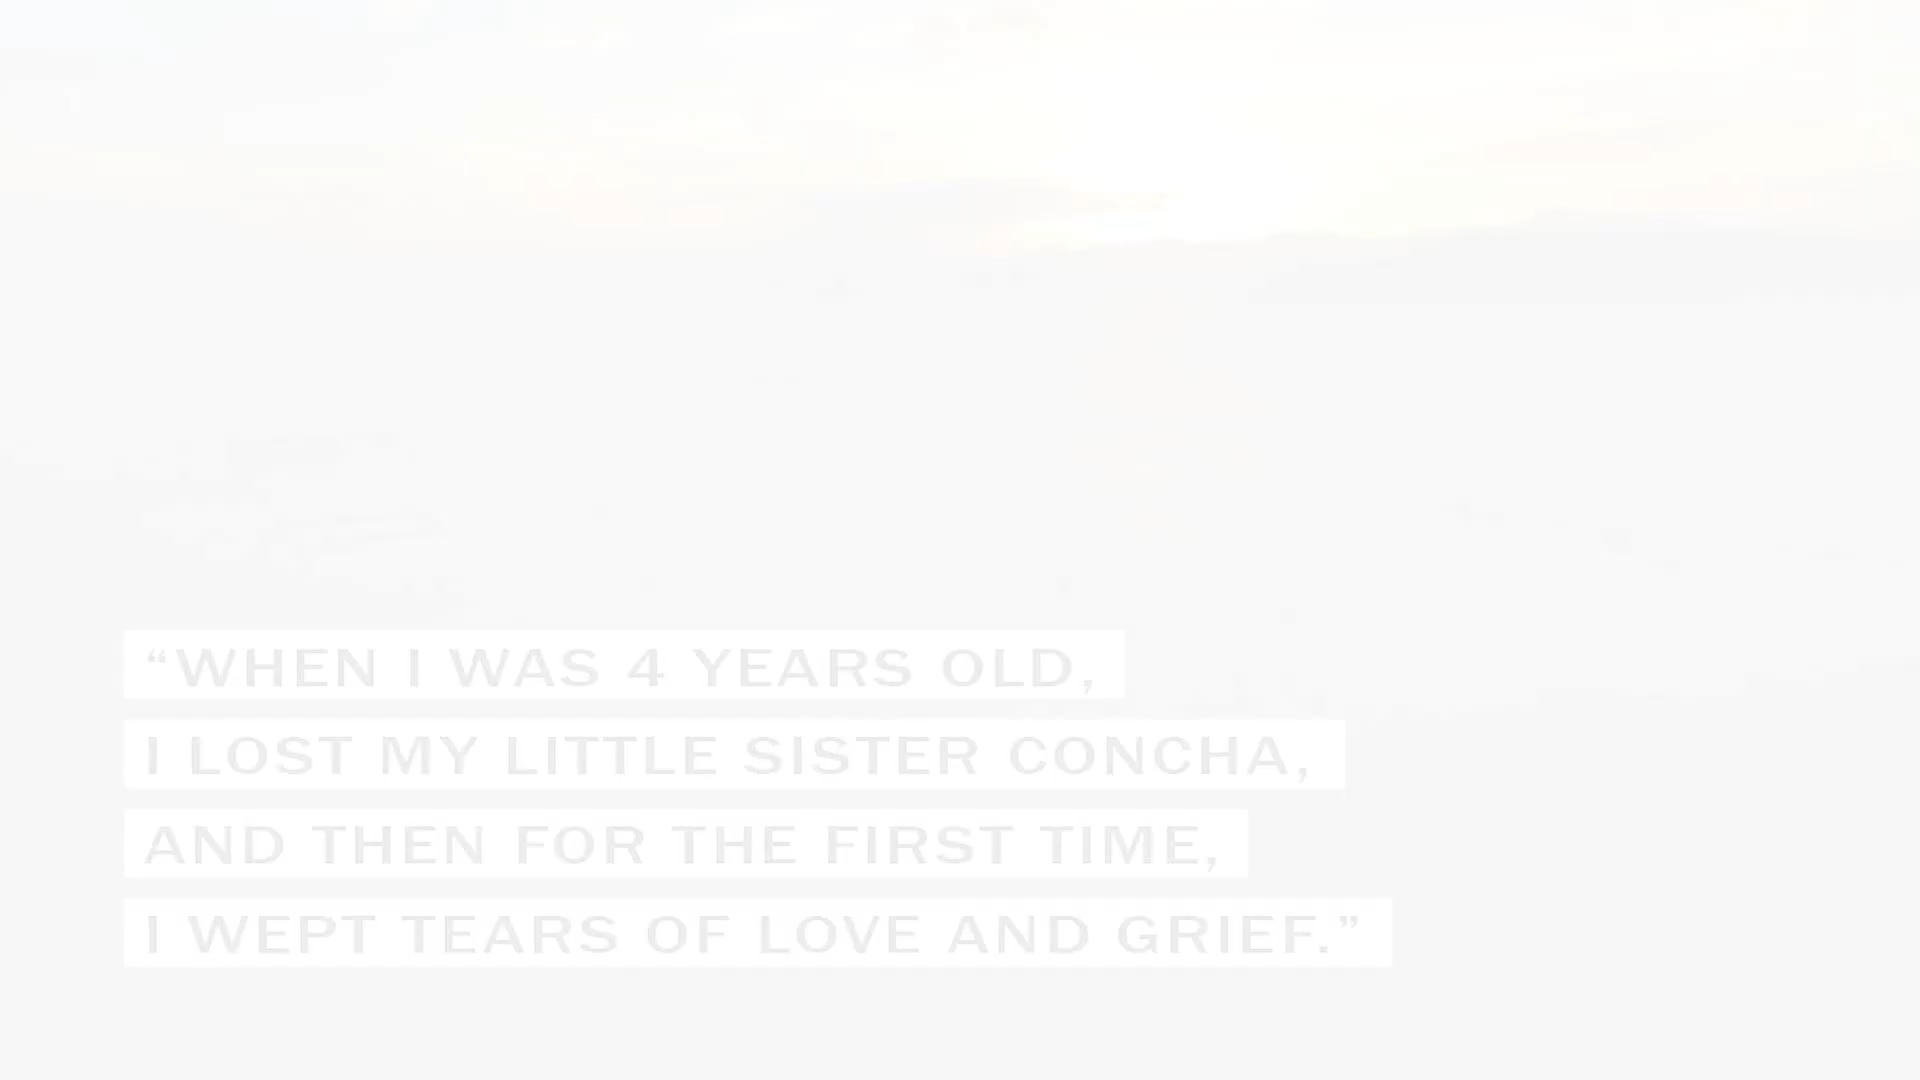 “WHEN I WAS 4 YEARS OLD,
I LOST MY LITTLE SISTER CONCHA,
AND THEN FOR THE FIRST TIME,
I WEPT TEARS OF LOVE AND GRIEF.”